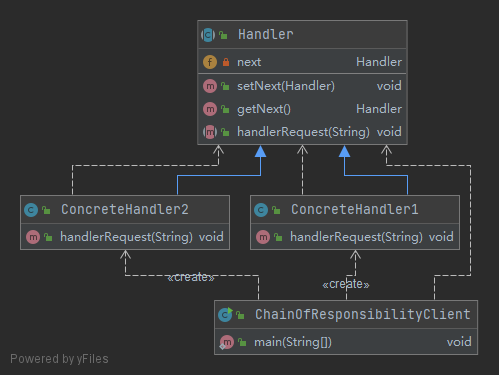 Handler
next Handler
setNext(Handler) void
getNext() Handler
handlerRequest(String) void
ConcreteHandler2
handlerRequest(String) void
ConcreteHandler1
handlerRequest(String) void
«create»
«create»
ChainOfResponsibilityClient
main(String[]) void
Powered by yFiles